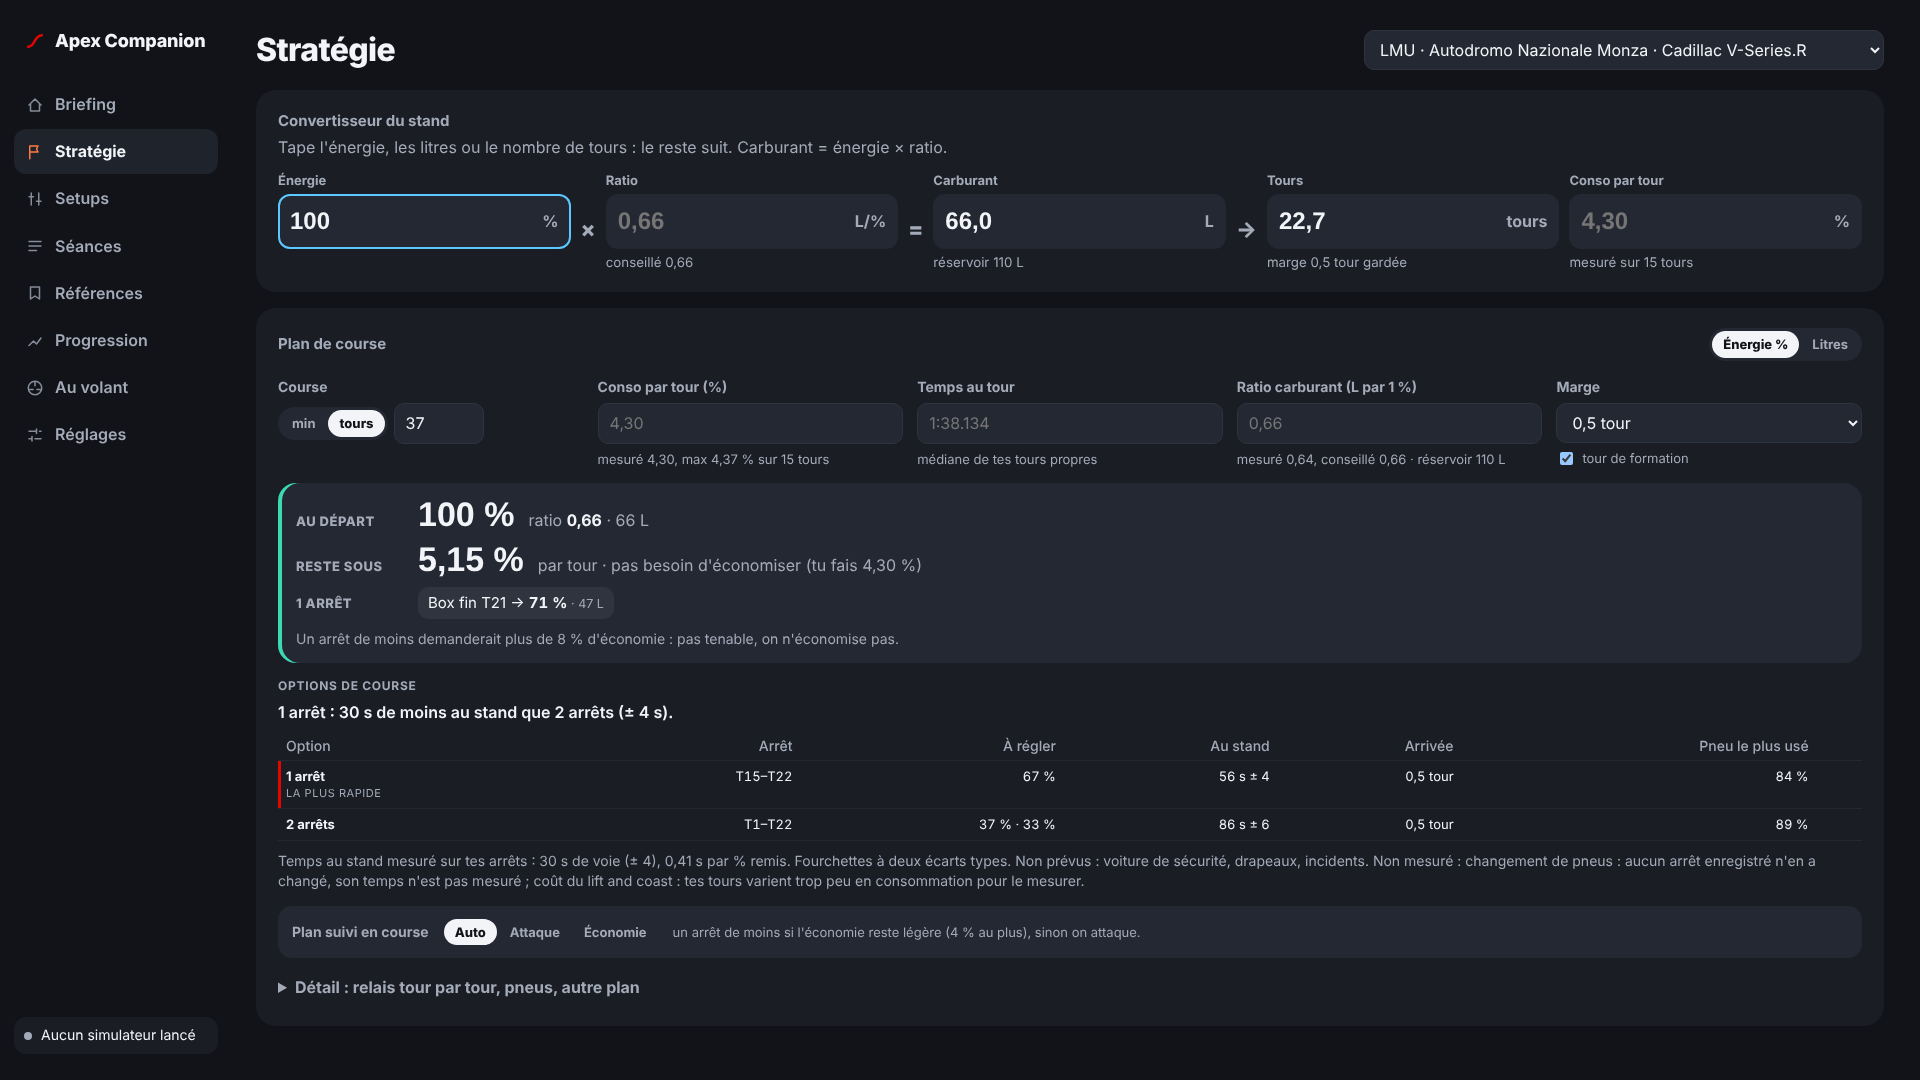 Apex Companion
Briefing
Stratégie
Setups
Séances
Références
Progression
Au volant
Réglages
Aucun simulateur lancé
Stratégie
LMU · Autodromo Nazionale Monza · Cadillac V-Series.R
Convertisseur du stand
Tape l'énergie, les litres ou le nombre de tours : le reste suit. Carburant = énergie × ratio.
Énergie Ratio Carburant Tours Conso par tour
100 % × 0,66 L/% = 66,0 L → 22,7 tours 4,30 %
conseillé 0,66 réservoir 110 L marge 0,5 tour gardée mesuré sur 15 tours
Plan de course Énergie % Litres
Course Conso par tour (%) Temps au tour Ratio carburant (L par 1 %) Marge
min tours 37 4,30 1:38.134 0,66 0,5 tour
mesuré 4,30, max 4,37 % sur 15 tours médiane de tes tours propres mesuré 0,64, conseillé 0,66 · réservoir 110 L tour de formation
AU DÉPART 100 % ratio 0,66 · 66 L
RESTE SOUS 5,15 % par tour · pas besoin d'économiser (tu fais 4,30 %)
1 ARRÊT Box fin T21 → 71 % · 47 L
Un arrêt de moins demanderait plus de 8 % d'économie : pas tenable, on n'économise pas.
OPTIONS DE COURSE
1 arrêt : 30 s de moins au stand que 2 arrêts (± 4 s).
Option Arrêt À régler Au stand Arrivée Pneu le plus usé
1 arrêt T15–T22 67 % 56 s ± 4 0,5 tour 84 %
LA PLUS RAPIDE
2 arrêts T1–T22 37 % · 33 % 86 s ± 6 0,5 tour 89 %
Temps au stand mesuré sur tes arrêts : 30 s de voie (± 4), 0,41 s par % remis. Fourchettes à deux écarts types. Non prévus : voiture de sécurité, drapeaux, incidents. Non mesuré : changement de pneus : aucun arrêt enregistré n'en a
changé, son temps n'est pas mesuré ; coût du lift and coast : tes tours varient trop peu en consommation pour le mesurer.
Plan suivi en course Auto Attaque Économie un arrêt de moins si l'économie reste légère (4 % au plus), sinon on attaque.
Détail : relais tour par tour, pneus, autre plan